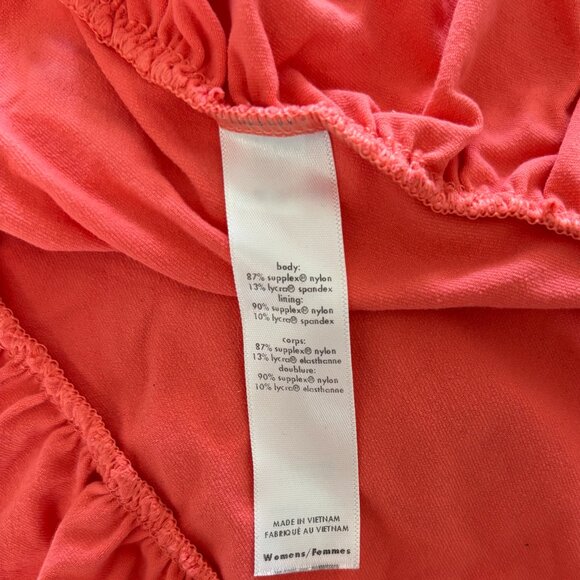 body:
87% supplex® nylon
13% lycra® spandex
lining:
90% supplex® nylon
10% lycra® spandex
corps:
87% supplex® nylon
13% lycra® elasthanne
doublure:
90% supplex® nylon
10% lycra® elasthanne
MADE IN VIETNAM
FABRIQUÉ AU VIETNAM
Womens/Femmes